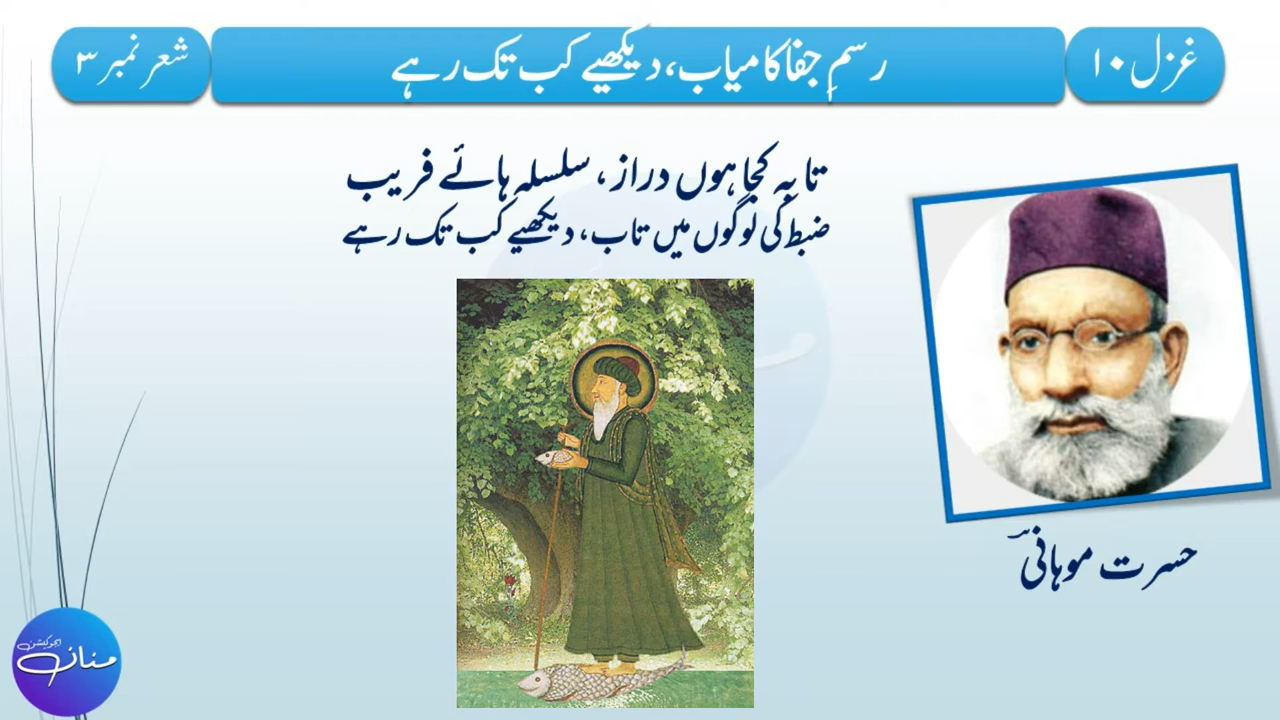 غزل ۱۰
رسمِ جفا کامیاب، دیکھیے کب تک رہے
شعر نمبر ۳
تا بہ کجا ہوں دراز، سلسلہ ہائے فریب
ضبط کی لوگوں میں تاب، دیکھیے کب تک رہے
حسرت موہانی
منان ایجوکیشن